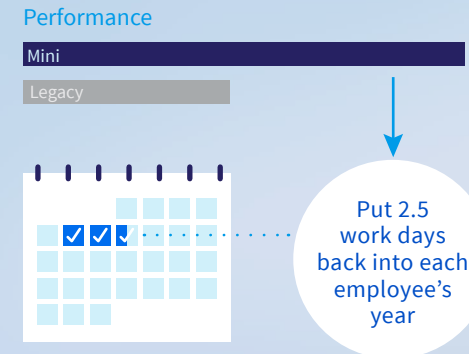 Performance
Mini
Legacy
Put 2.5
work days
back into each
employee's
year